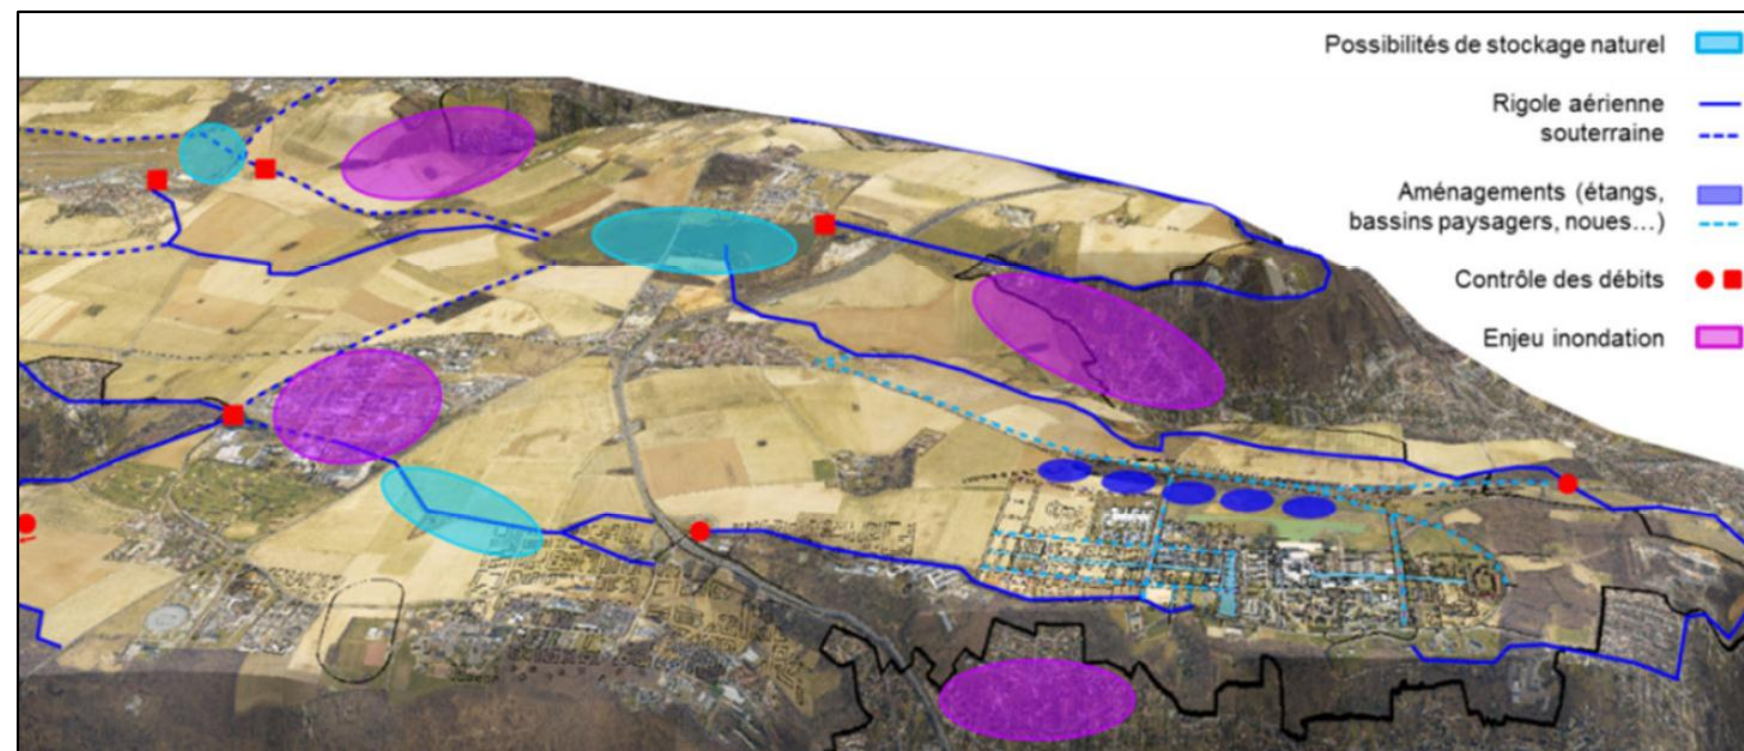 Possibilités de stockage naturel
Rigole aérienne
souterraine
Aménagements (étangs,
bassins paysagers, noues...)
Contrôle des débits
Enjeu inondation